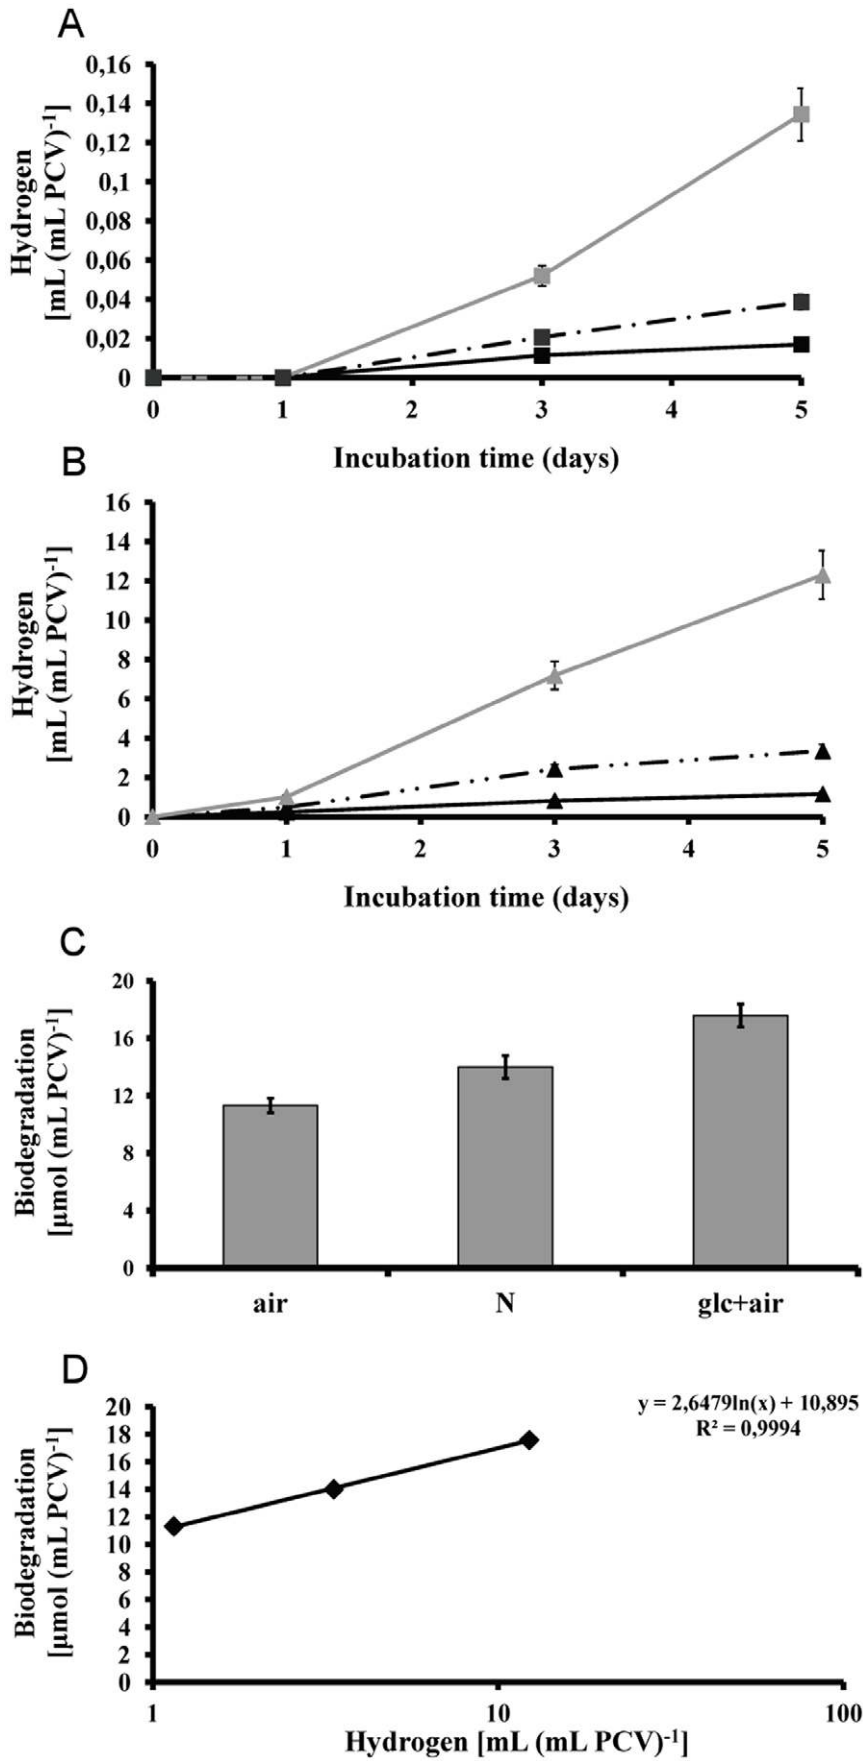 A
0,16
0,14
0,12
0,1
0,08
0,06
0,04
0,02
0
Hydrogen
[mL (mL PCV)-1]
0 1 2 3 4 5
Incubation time (days)
B
16
14
12
10
8
6
4
2
0
Hydrogen
[mL (mL PCV)-1]
0 1 2 3 4 5
Incubation time (days)
C
20
16
12
8
4
0
Biodegradation
[µmol (mL PCV)-1]
air N glc+air
D
20
18
16
14
12
10
8
6
4
2
0
Biodegradation
[µmol (mL PCV)-1]
y = 2,6479ln(x) + 10,895
R² = 0,9994
1 10 100
Hydrogen [mL (mL PCV)-1]